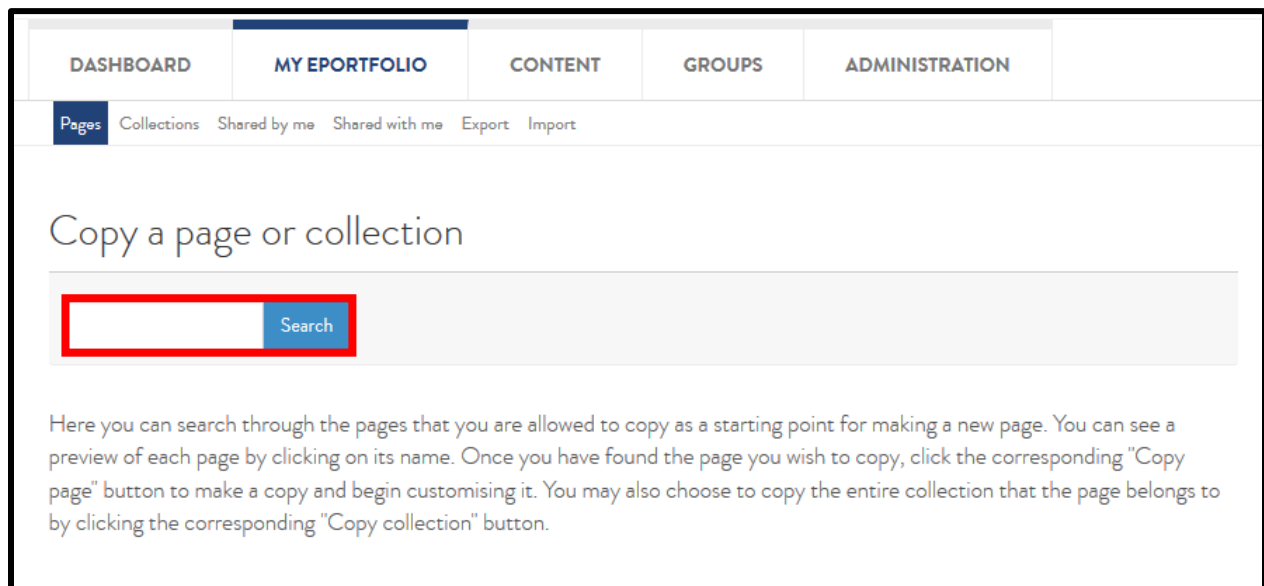 DASHBOARD MY EPORTFOLIO CONTENT GROUPS ADMINISTRATION
Pages Collections Shared by me Shared with me Export Import
Copy a page or collection
Search
Here you can search through the pages that you are allowed to copy as a starting point for making a new page. You can see a
preview of each page by clicking on its name. Once you have found the page you wish to copy, click the corresponding "Copy
page" button to make a copy and begin customising it. You may also choose to copy the entire collection that the page belongs to
by clicking the corresponding "Copy collection" button.